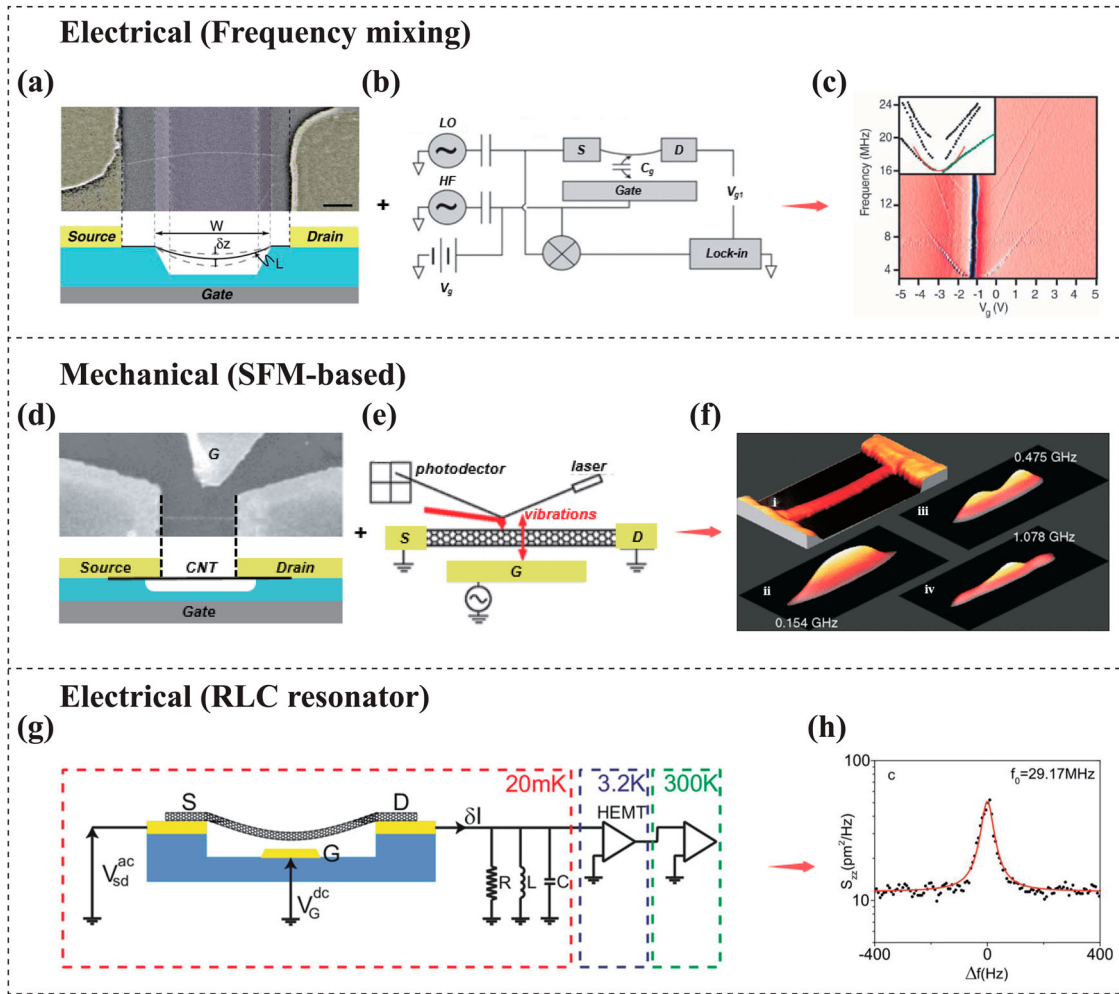 Electrical (Frequency mixing)
(a)
(b)
(c)
W
δz
L
Source
Drain
Gate
+
LO
HF
S
D
C_g
Gate
V_g1
Lock-in
V_g
Frequency (MHz)
24
20
16
12
8
4
-5 -4 -3 -2 -1 0 1 2 3 4 5
V_g (V)
Mechanical (SFM-based)
(d)
(e)
(f)
G
Source
CNT
Drain
Gate
+
photodector
laser
vibrations
S
D
G
i
0.475 GHz
iii
ii
0.154 GHz
1.078 GHz
iv
Electrical (RLC resonator)
(g)
(h)
20mK
3.2K
300K
S
D
G
δI
HEMT
V_sd^ac
V_G^dc
R
L
C
c
f_0=29.17MHz
S_zz(pm^2/Hz)
100
10
-400
0
400
Δf(Hz)